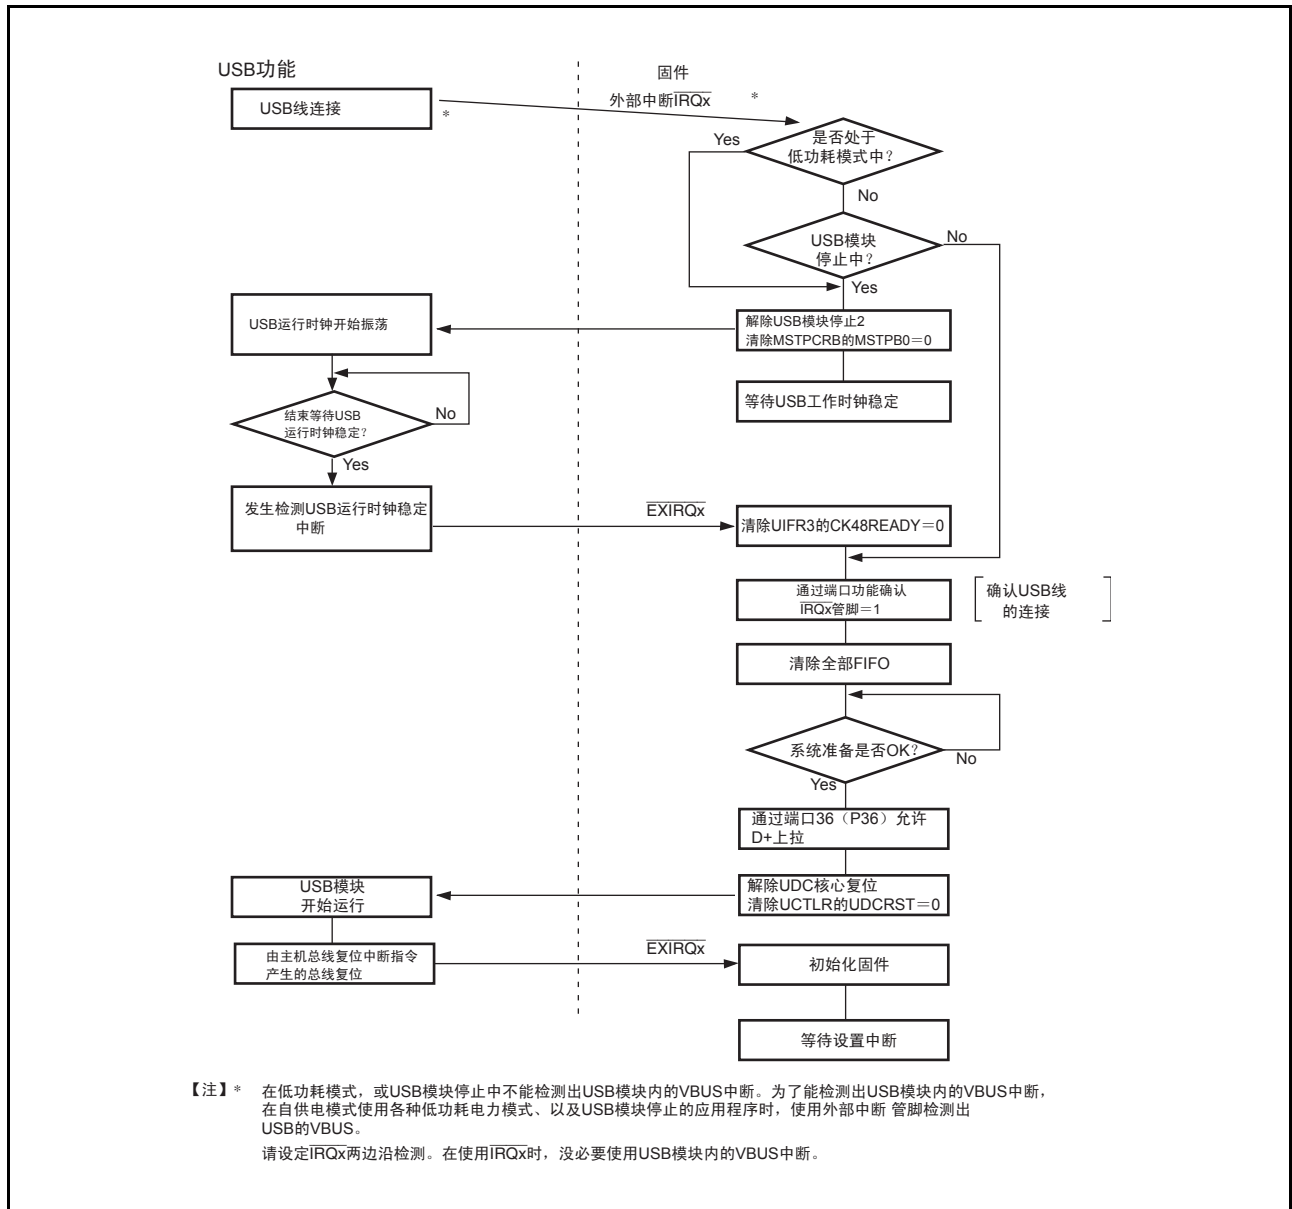 USB功能
固件
USB线连接
*
外部中断IRQx *
是否处于
低功耗模式中？
Yes
No
USB模块
停止中？
No
Yes
解除USB模块停止2
清除MSTPCRB的MSTPB0＝0
USB运行时钟开始振荡
等待USB工作时钟稳定
结束等待USB
运行时钟稳定？
No
Yes
发生检测USB运行时钟稳定
中断
EXIRQx
清除UIFR3的CK48READY＝0
通过端口功能确认
IRQx管脚＝1
确认USB线
的连接
清除全部FIFO
系统准备是否OK？
No
Yes
通过端口36（P36）允许
D+上拉
解除UDC核心复位
清除UCTLR的UDCRST＝0
USB模块
开始运行
由主机总线复位中断指令
产生的总线复位
EXIRQx
初始化固件
等待设置中断
【注】* 在低功耗模式，或USB模块停止中不能检测出USB模块内的VBUS中断。为了能检测出USB模块内的VBUS中断，
在自供电模式使用各种低功耗电力模式、以及USB模块停止的应用程序时，使用外部中断 管脚检测出
USB的VBUS。
请设定IRQx两边沿检测。在使用IRQx时，没必要使用USB模块内的VBUS中断。